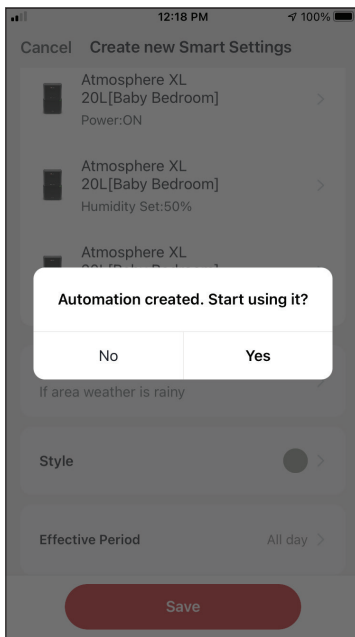 12:18 PM
100%
Cancel Create new Smart Settings
Atmosphere XL
20L[Baby Bedroom]
Power:ON
Atmosphere XL
20L[Baby Bedroom]
Humidity Set:50%
Atmosphere XL
Automation created. Start using it?
No Yes
If area weather is rainy
Style
Effective Period All day
Save